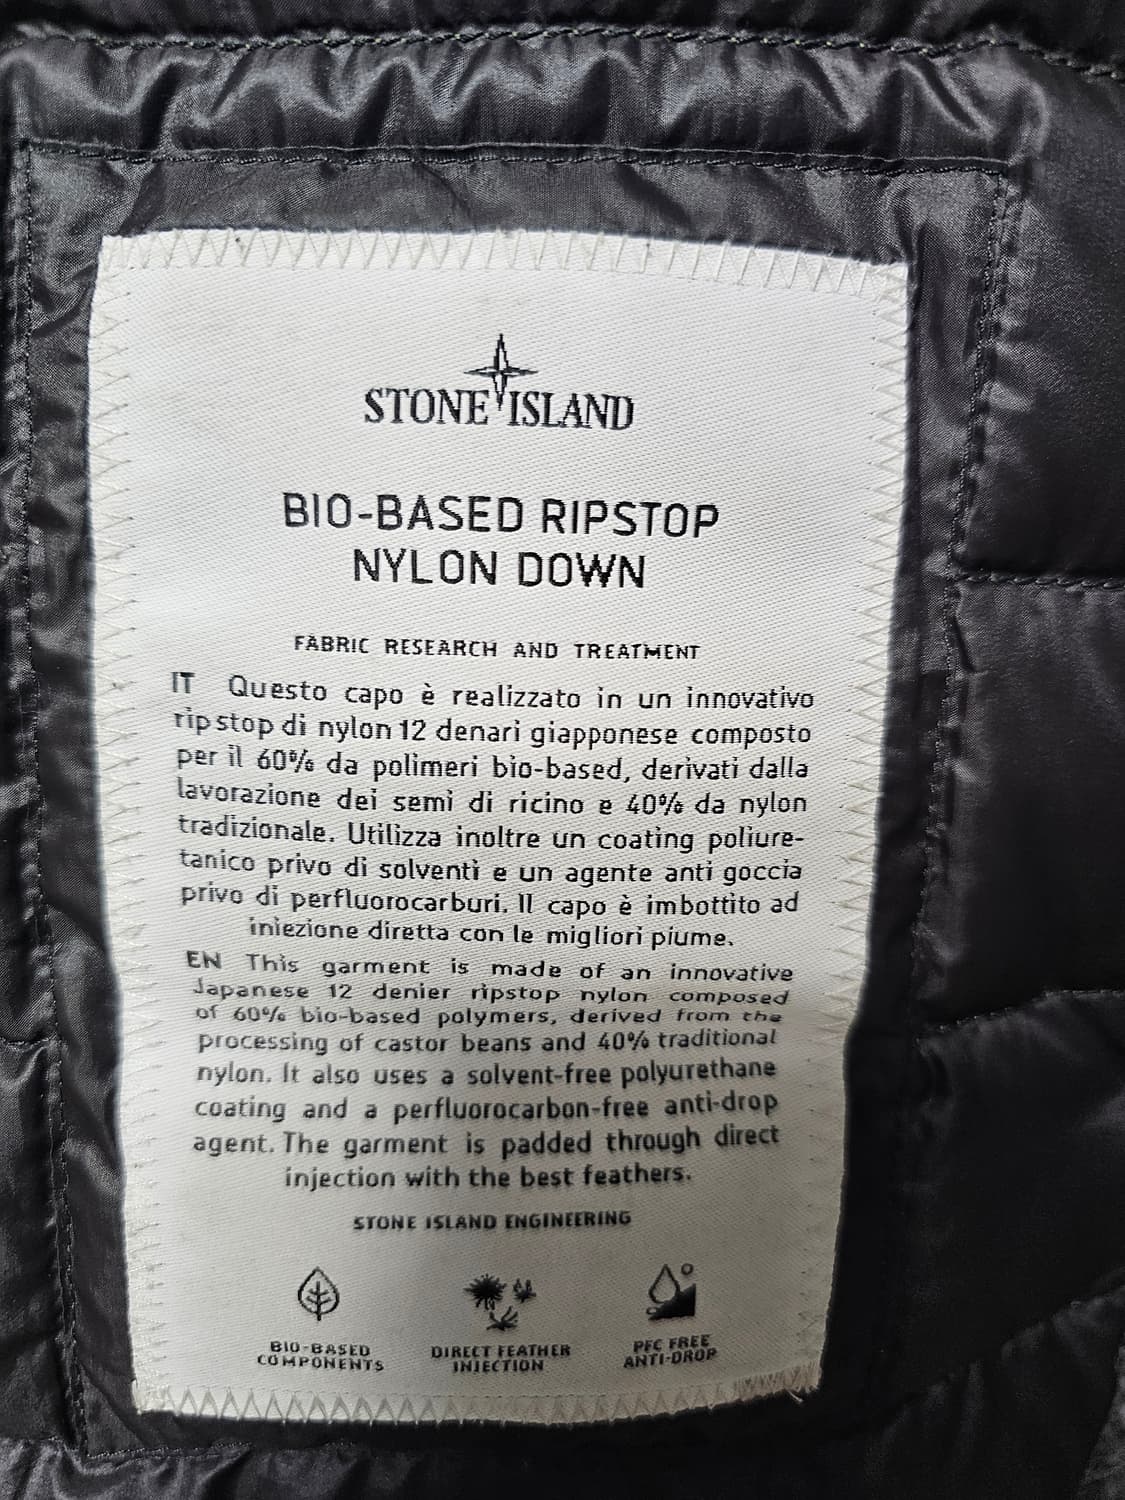 STONE ISLAND
BIO-BASED RIPSTOP
NYLON DOWN
FABRIC RESEARCH AND TREATMENT
IT Questo capo è realizzato in un innovativo
ripstop di nylon 12 denari giapponese composto
per il 60% da polimeri bio-based, derivati dalla
lavorazione dei semi di ricino e 40% da nylon
tradizionale. Utilizza inoltre un coating poliure-
tanico privo di solventi e un agente anti goccia
privo di perfluorocarburi. Il capo è imbottito ad
iniezione diretta con le migliori piume.
EN This garment is made of an innovative
Japanese 12 denier ripstop nylon composed
of 60% bio-based polymers, derived from the
processing of castor beans and 40% traditional
nylon. It also uses a solvent-free polyurethane
coating and a perfluorocarbon-free anti-drop
agent. The garment is padded through direct
injection with the best feathers.
STONE ISLAND ENGINEERING
BIO-BASED
COMPONENTS
DIRECT FEATHER
INJECTION
PFC FREE
ANTI-DROP